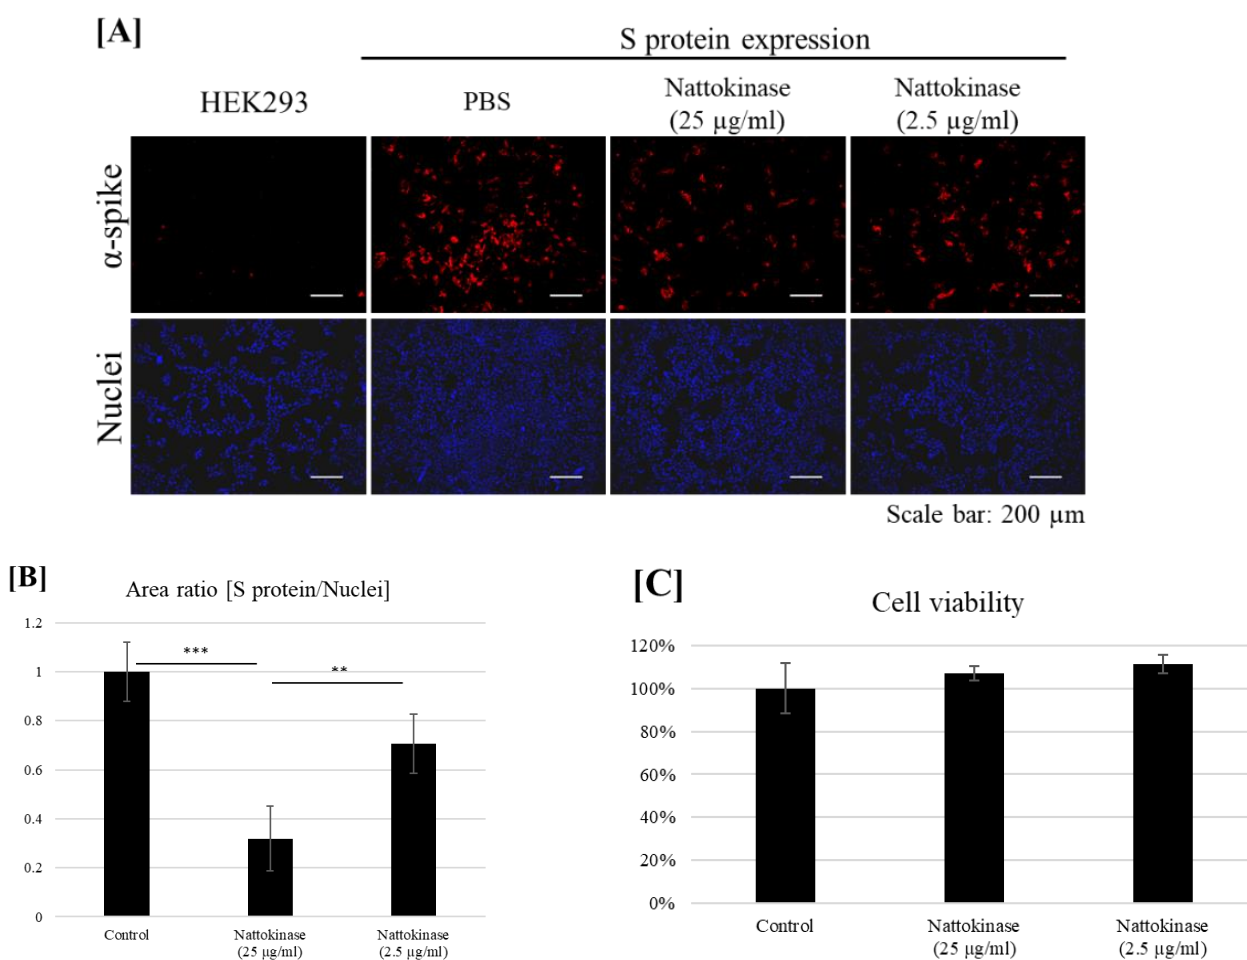 [A]
S protein expression
HEK293
PBS
Nattokinase
(25 µg/ml)
Nattokinase
(2.5 µg/ml)
α-spike
Nuclei
Scale bar: 200 µm
[B]
Area ratio [S protein/Nuclei]
1.2
1
0.8
0.6
0.4
0.2
0
***
**
Control
Nattokinase
(25 µg/ml)
Nattokinase
(2.5 µg/ml)
[C]
Cell viability
120%
100%
80%
60%
40%
20%
0%
Control
Nattokinase
(25 µg/ml)
Nattokinase
(2.5 µg/ml)